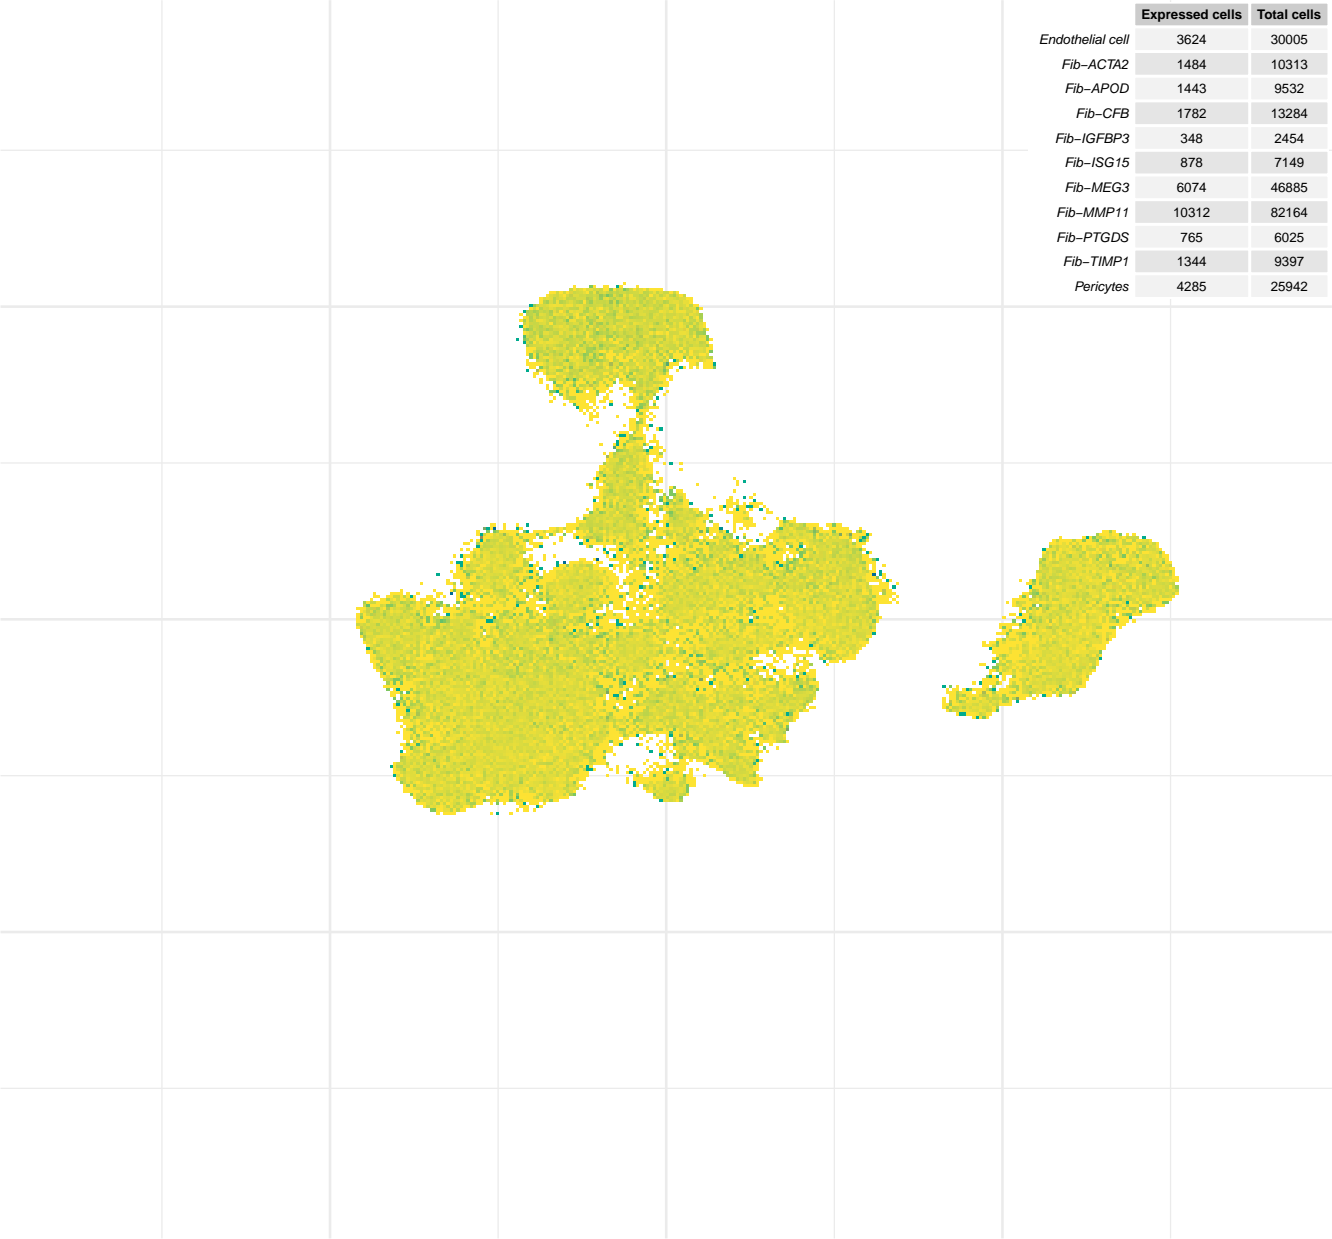 Expressed cells Total cells
Endothelial cell 3624 30005
Fib−ACTA2 1484 10313
Fib−APOD 1443 9532
Fib−CFB 1782 13284
Fib−IGFBP3 348 2454
Fib−ISG15 878 7149
Fib−MEG3 6074 46885
Fib−MMP11 10312 82164
Fib−PTGDS 765 6025
Fib−TIMP1 1344 9397
Pericytes 4285 25942